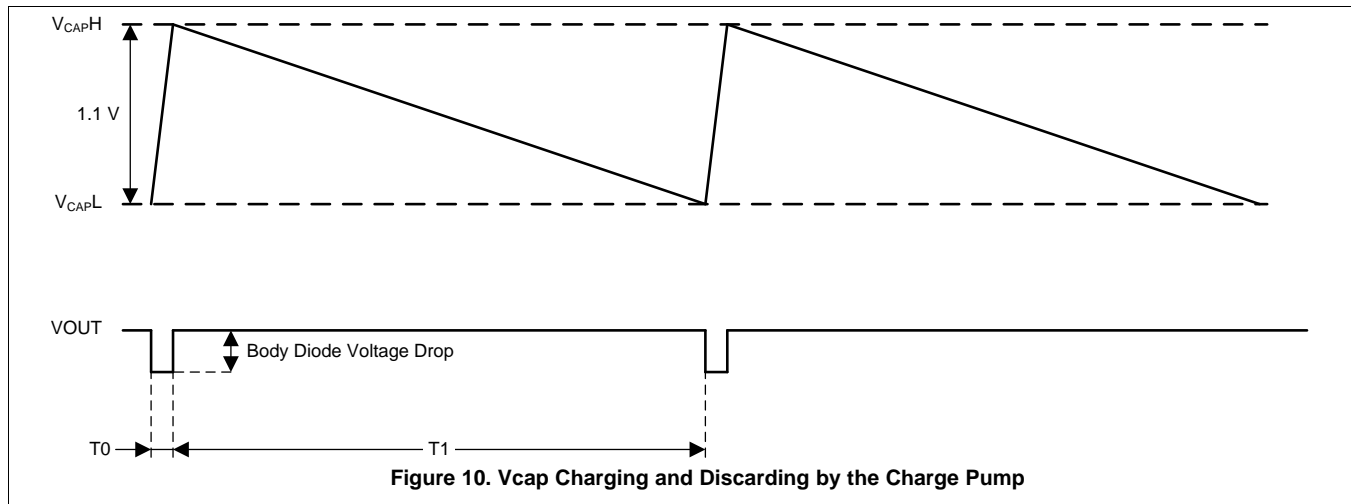 VCAPH
1.1 V
VCAPL
VOUT
Body Diode Voltage Drop
T0
T1
Figure 10. Vcap Charging and Discarding by the Charge Pump